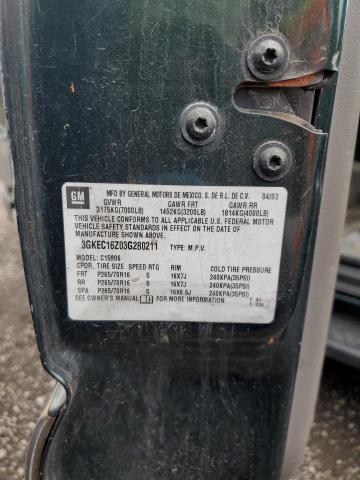 GM
MFD BY GENERAL MOTORS DE MEXICO, S. DE R.L. DE C.V. 04/03
GVWR GAWR FRT GAWR RR
3175KG(7000LB) 1452KG(3200LB) 1814KG(4000LB)
THIS VEHICLE CONFORMS TO ALL APPLICABLE U.S. FEDERAL MOTOR
VEHICLE SAFETY STANDARDS IN EFFECT ON THE DATE OF
MANUFACTURE SHOWN ABOVE.
3GKEC16Z03G280211 TYPE: M.P.V.
MODEL: C15906
CPDR. TIRE SIZE SPEED RTG RIM COLD TIRE PRESSURE
FRT P265/70R16 S 16X7J 240KPA(35PSI)
RR P265/70R16 S 16X7J 240KPA(35PSI)
SPA P265/70R16 S 16X6.5J 240KPA(35PSI)
SEE OWNER'S MANUAL